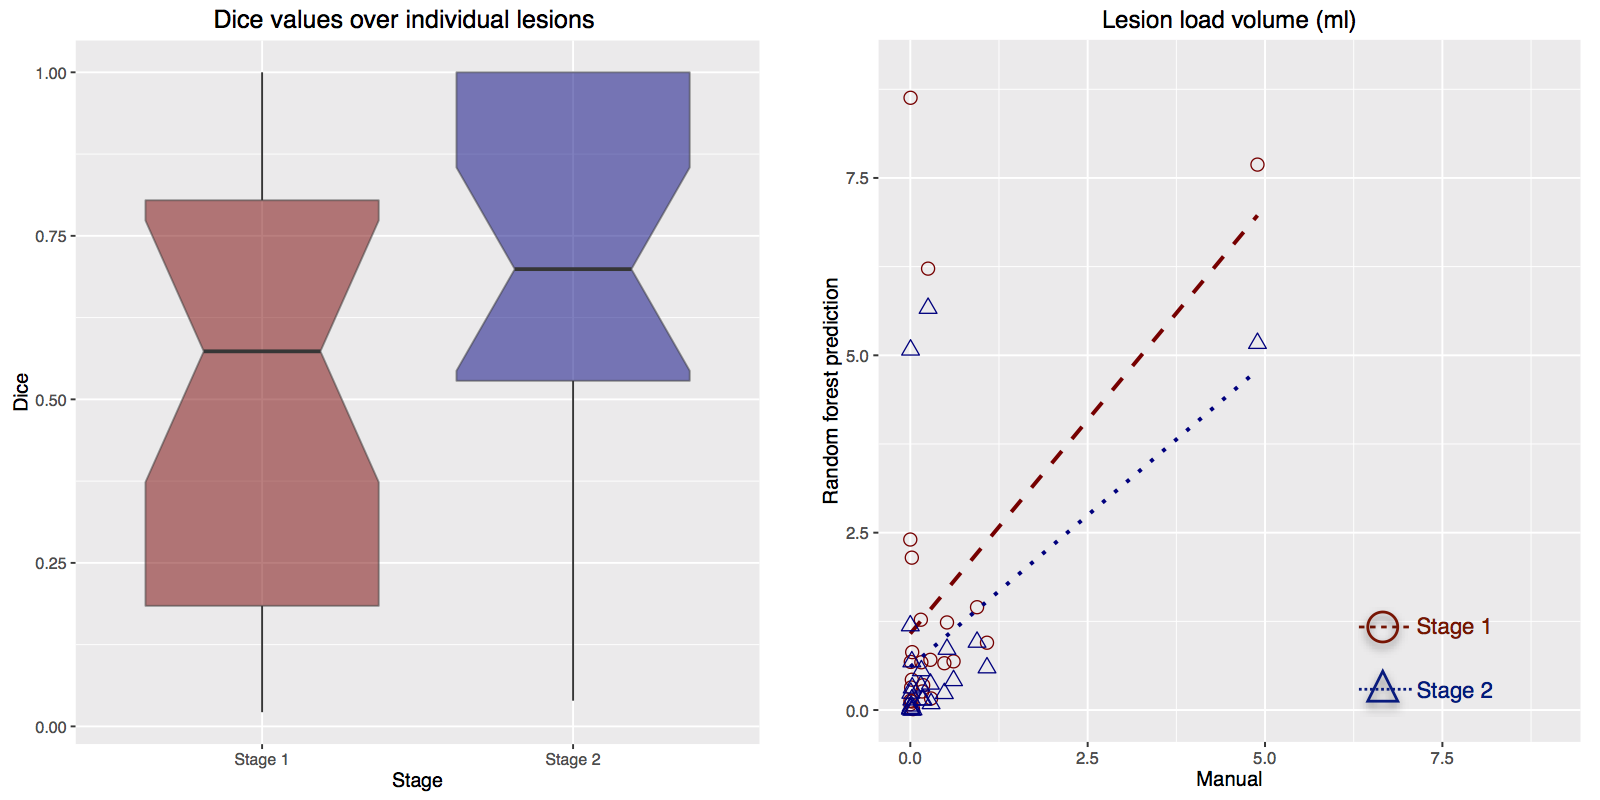 Dice values over individual lesions
1.00
0.75
0.50
0.25
0.00
Dice
Stage 1
Stage 2
Stage
Lesion load volume (ml)
7.5
5.0
2.5
0.0
Random forest prediction
0.0
2.5
5.0
7.5
Manual
Stage 1
Stage 2